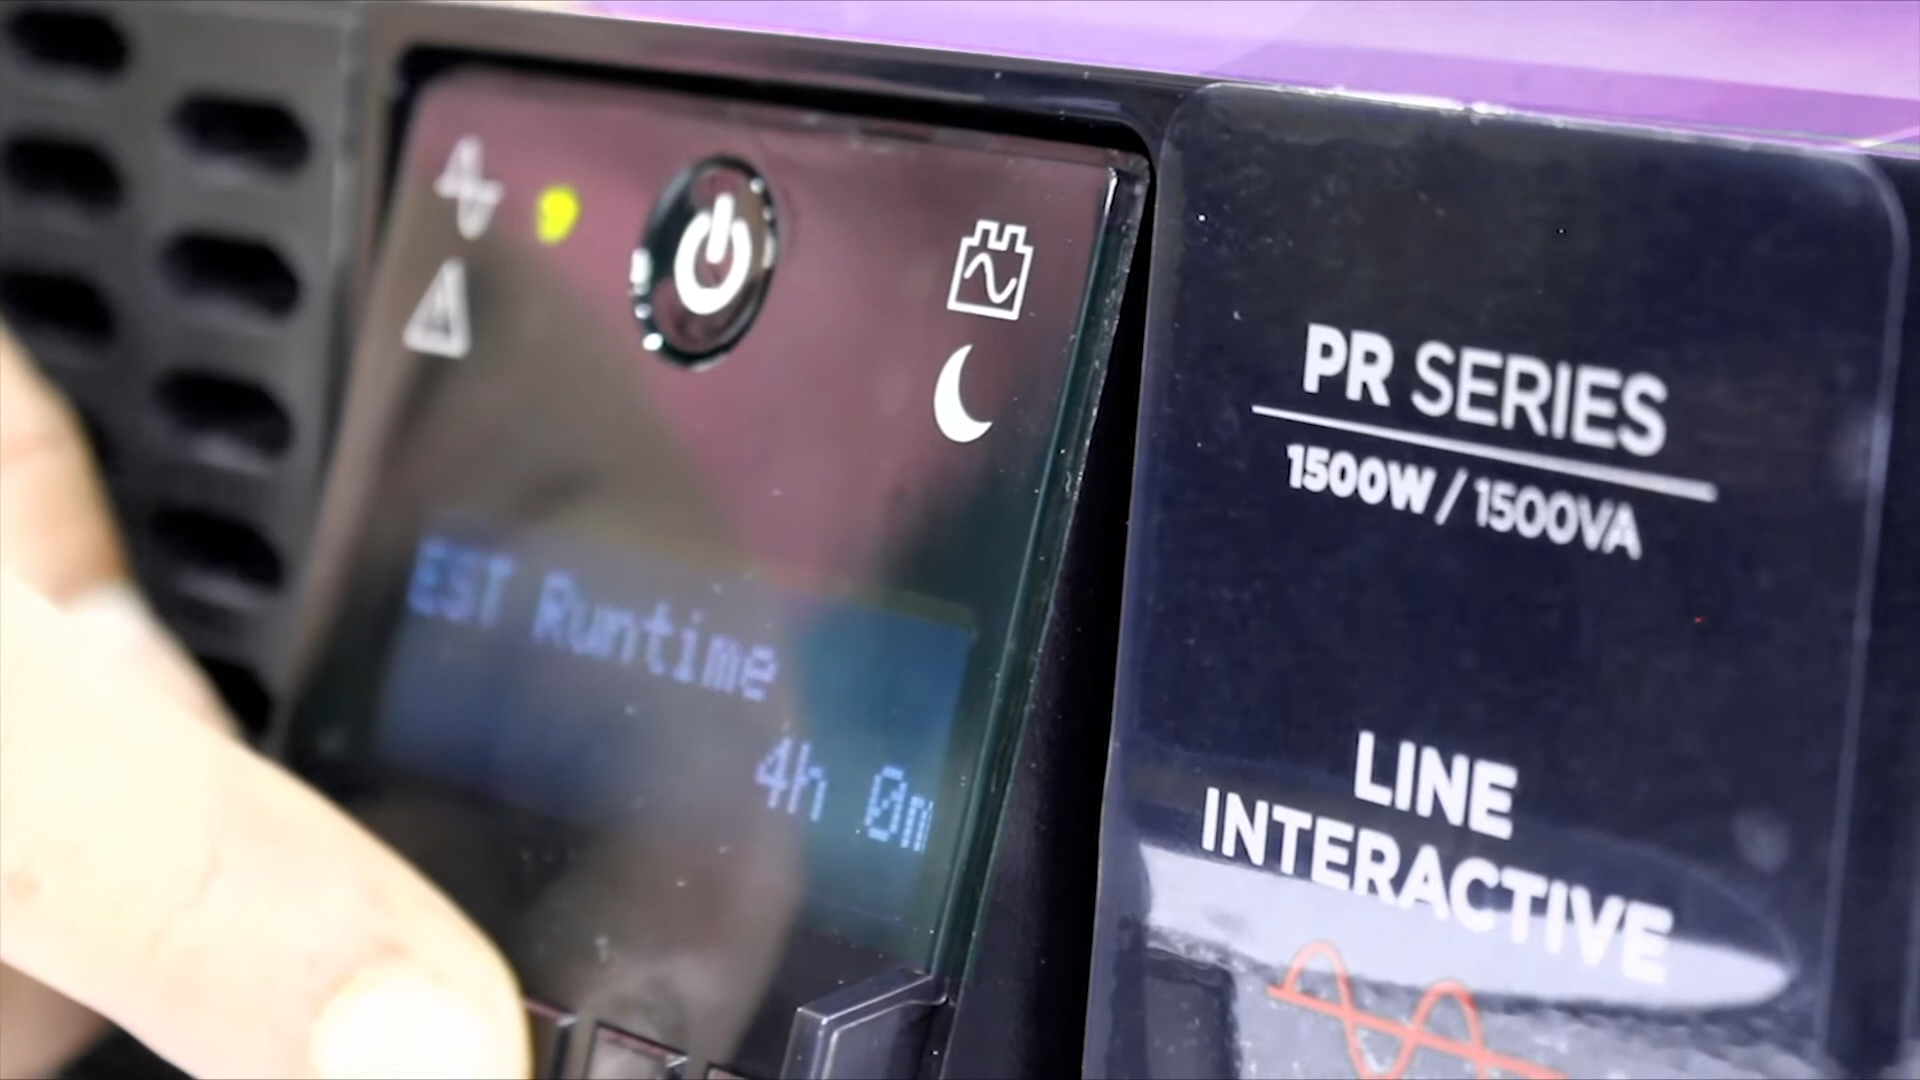 EST Runtime
4h 0m
PR SERIES
1500W / 1500VA
LINE
INTERACTIVE